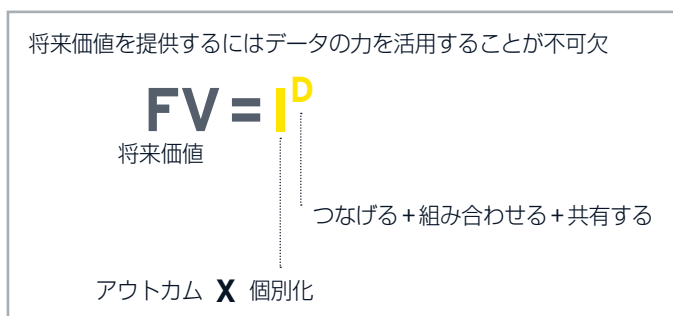 将来価値を提供するにはデータの力を活用することが不可欠
FV = I^D
将来価値
つなげる+組み合わせる+共有する
アウトカム X 個別化